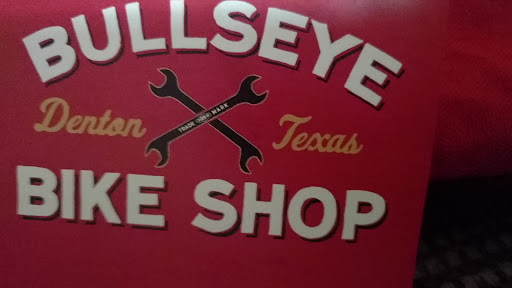 BULLSEYE
Denton Texas
TRADE MARK
BIKE SHOP